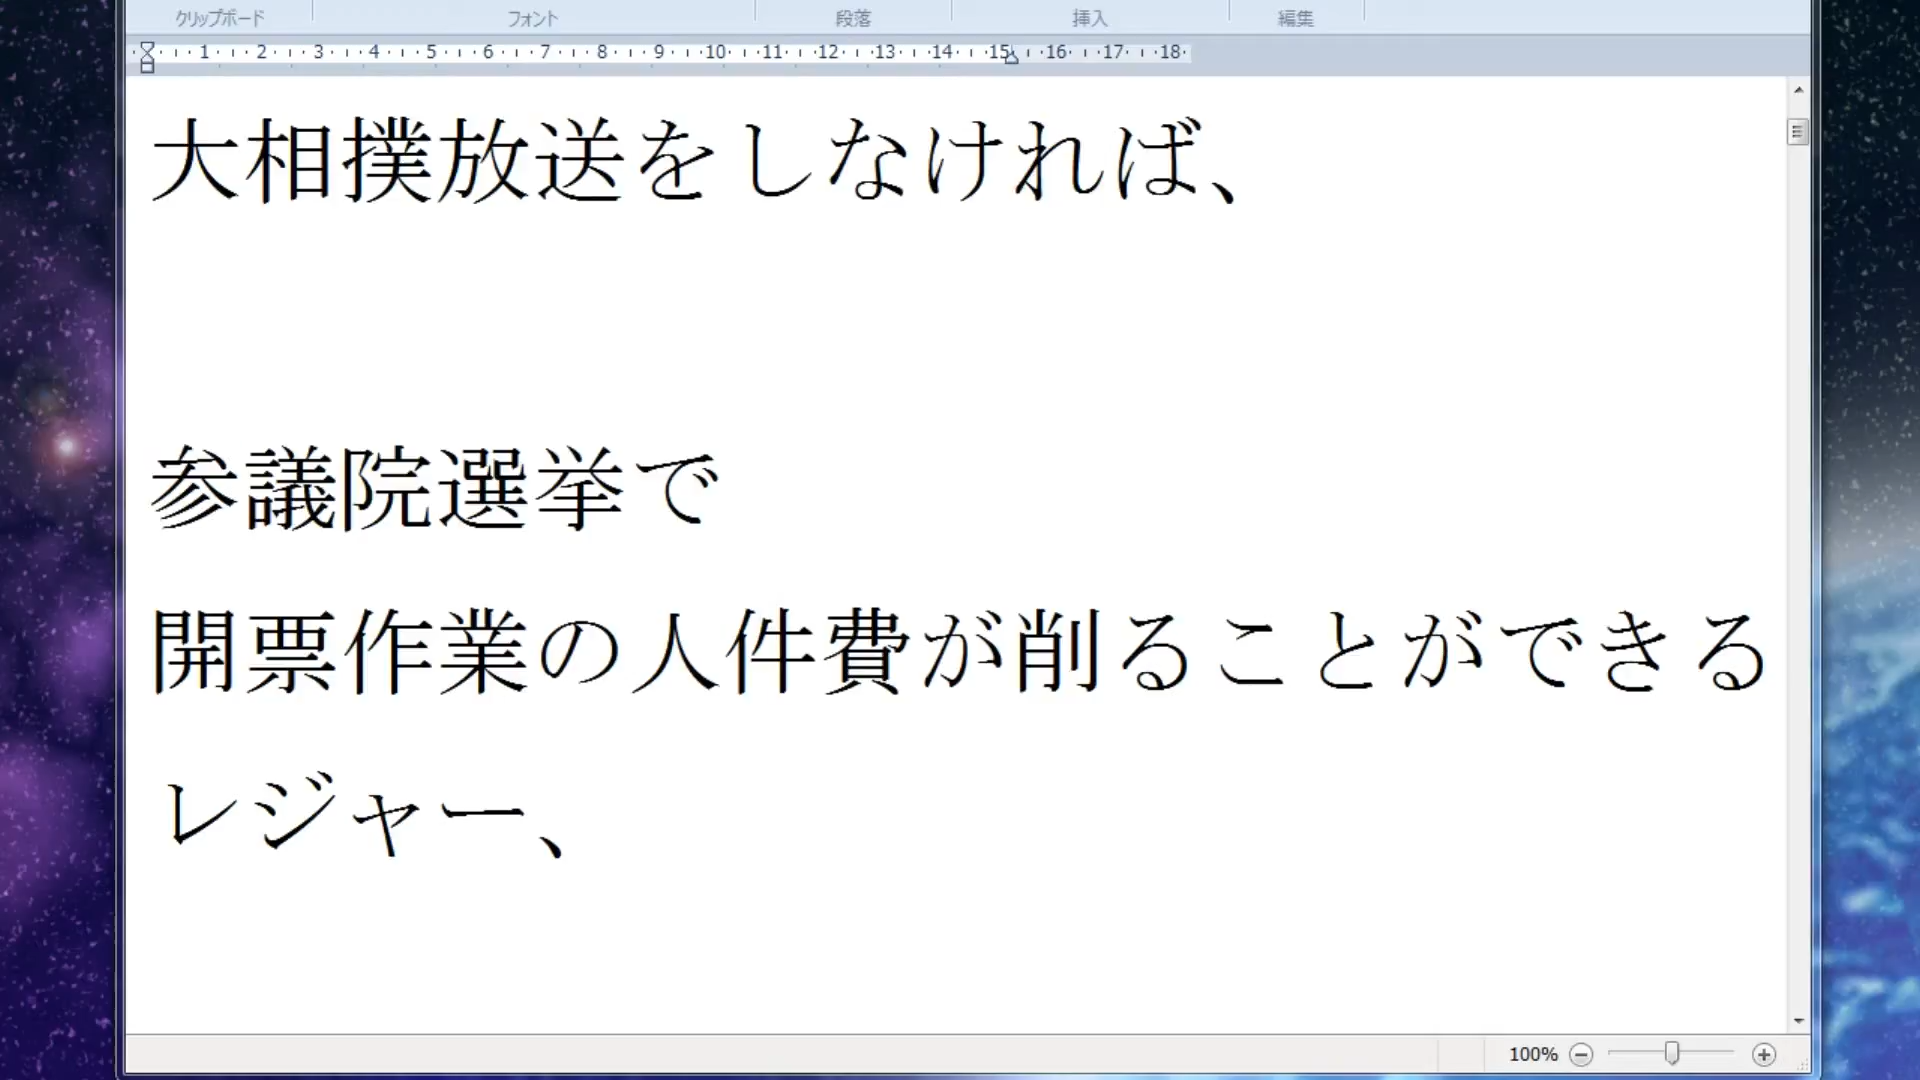 クリップボード フォント 段落 挿入 編集
1 2 3 4 5 6 7 8 9 10 11 12 13 14 15 16 17 18
大相撲放送をしなければ、
参議院選挙で
開票作業の人件費が削ることができる
レジャー、
100%